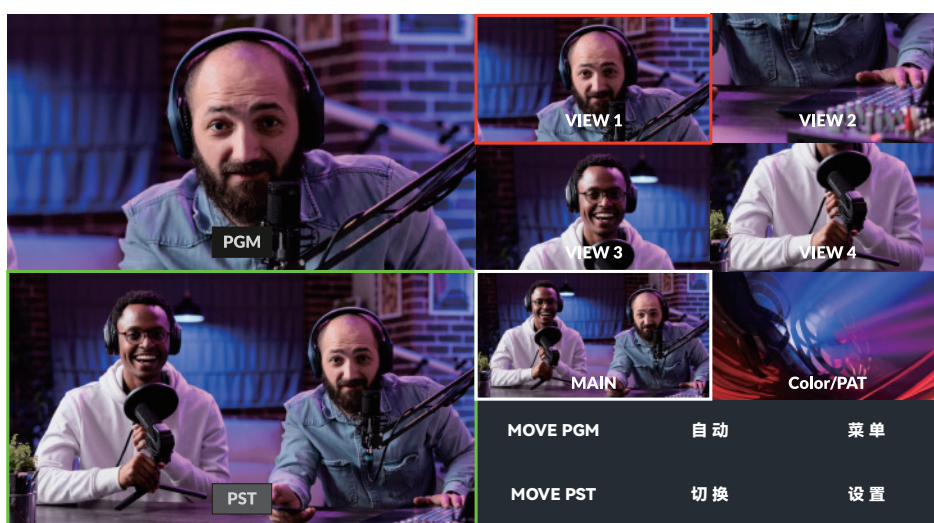 PGM
VIEW 1
VIEW 2
VIEW 3
VIEW 4
PST
MAIN
Color/PAT
MOVE PGM
自动
菜单
MOVE PST
切换
设置